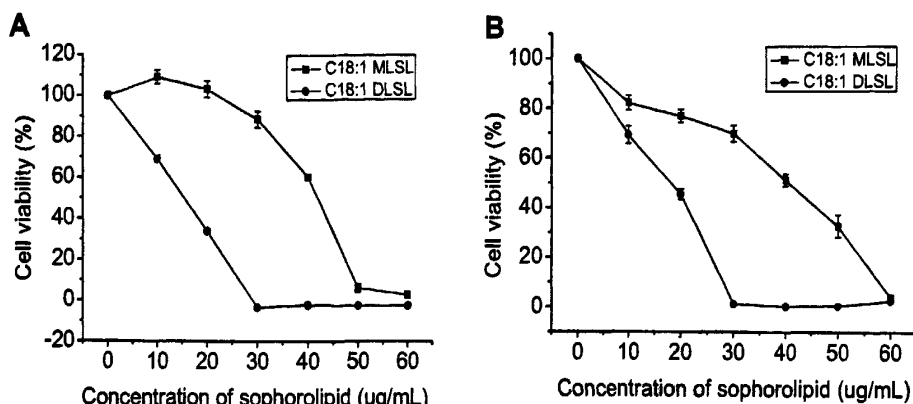 A
Cell viability (%)
120
100
80
60
40
20
0
-20
C18:1 MLSL
C18:1 DLSL
0 10 20 30 40 50 60
Concentration of sophorolipid (ug/mL)
B
Cell viability (%)
100
80
60
40
20
0
C18:1 MLSL
C18:1 DLSL
0 10 20 30 40 50 60
Concentration of sophorolipid (ug/mL)